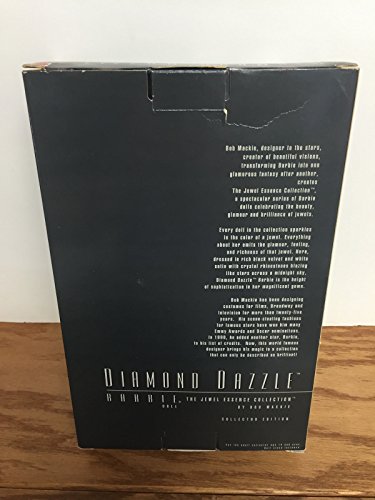 Bob Mackie, designer to the stars,
creator of beautiful visions,
transforming Barbie into one
glamorous fantasy after another,
creates
The Jewel Essence Collection™,
a spectacular series of Barbie
dolls celebrating the beauty,
glamour and brilliance of jewels.
Every doll in the collection sparkles
in the color of a jewel. Everything
about her emits the glamour, feeling,
and richness of that jewel. Here,
dressed in rich black velvet and white
satin with crystal rhinestones blazing
like stars across a midnight sky,
Diamond Dazzle™ Barbie is the height
of sophistication in her magnificent gown.
Bob Mackie has been designing
costumes for films, Broadway and
television for more than twenty-five
years. His scene stealing fashions
for famous stars have won him many
Emmy Awards and Oscar nominations.
In 1990, he added another star, Barbie,
to his list of credits. Now, this world famous
designer brings his magic to a collection
that can only be described as brilliant!
DIAMOND DAZZLE™
BARBIE® THE JEWEL ESSENCE COLLECTION™
DOLL BY BOB MACKIE
COLLECTOR EDITION